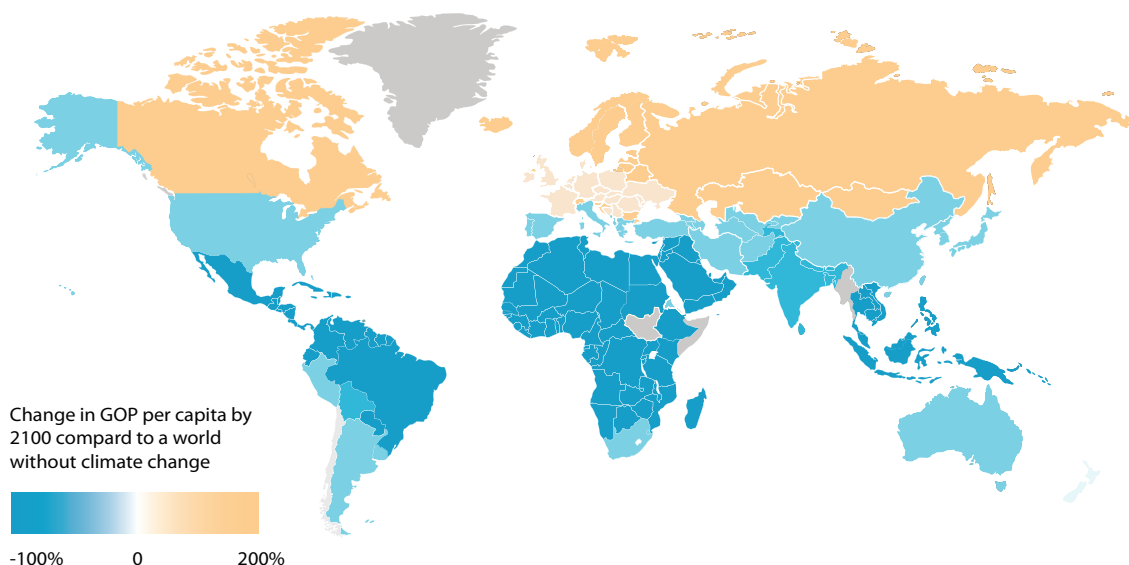 Change in GOP per capita by
2100 compard to a world
without climate change
-100% 0 200%